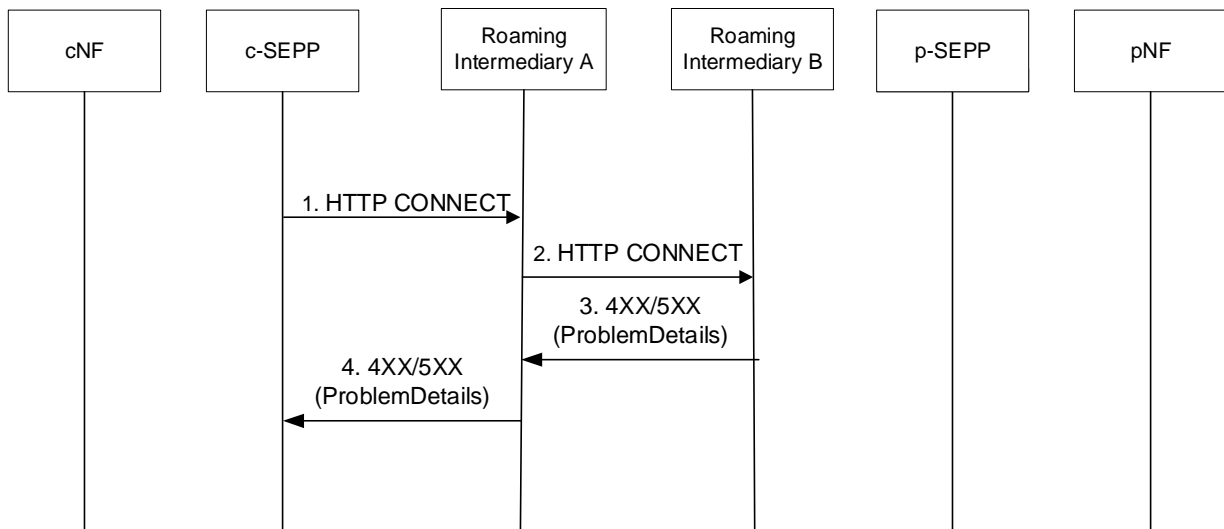 cNF
c-SEPP
Roaming
Intermediary A
Roaming
Intermediary B
p-SEPP
pNF
1. HTTP CONNECT
2. HTTP CONNECT
3. 4XX/5XX
(ProblemDetails)
4. 4XX/5XX
(ProblemDetails)